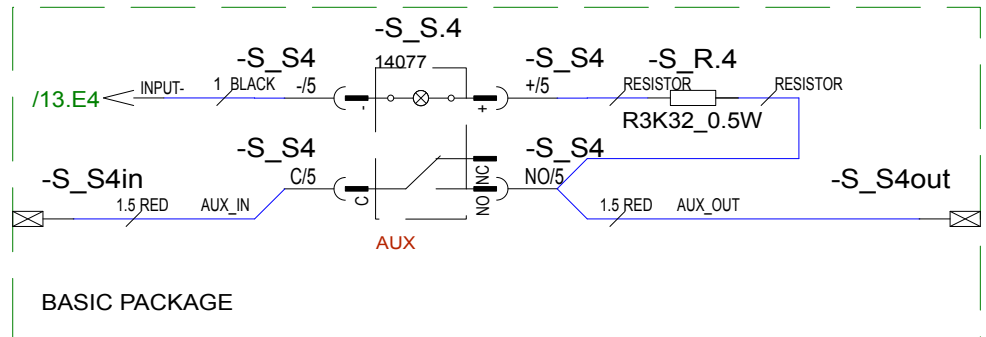 -S_S.4
-S_S4
14077
-S_S4
-S_R.4
/13.E4
INPUT-
1 BLACK
-/5
-
+
+/5
RESISTOR
RESISTOR
R3K32_0.5W
-S_S4
-S_S4
-S_S4in
C/5
C
NO
NC
NO/5
-S_S4out
1.5 RED
AUX_IN
1.5 RED
AUX_OUT
AUX
BASIC PACKAGE